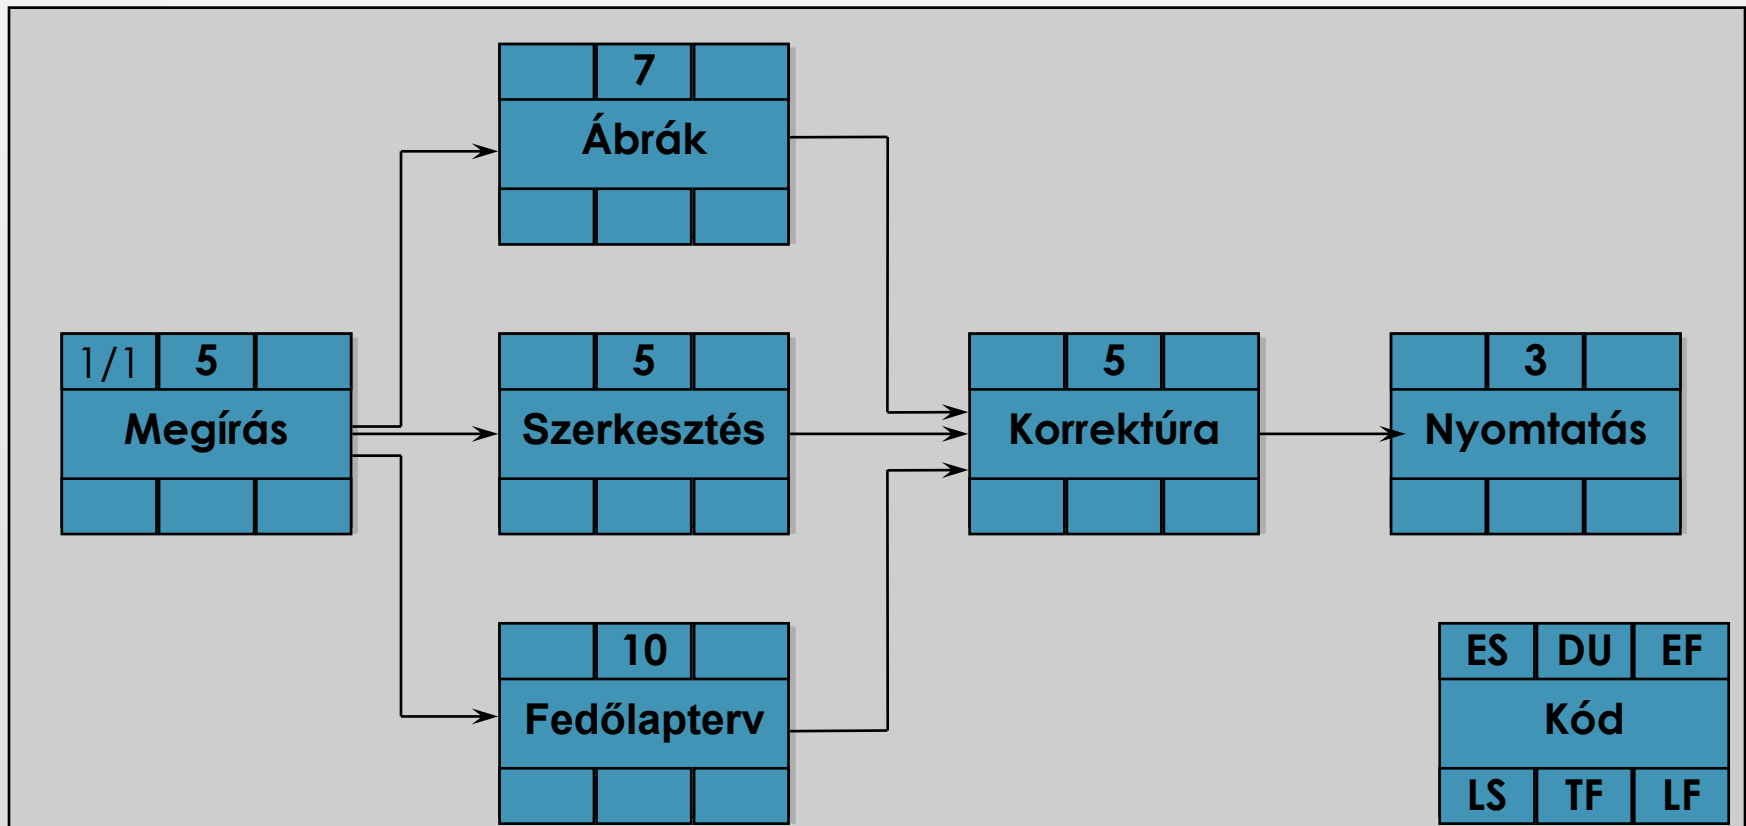 7
Ábrák
1/1 5
Megírás
5
Szerkesztés
5
Korrektúra
3
Nyomtatás
10
Fedőlapterv
ES DU EF
Kód
LS TF LF